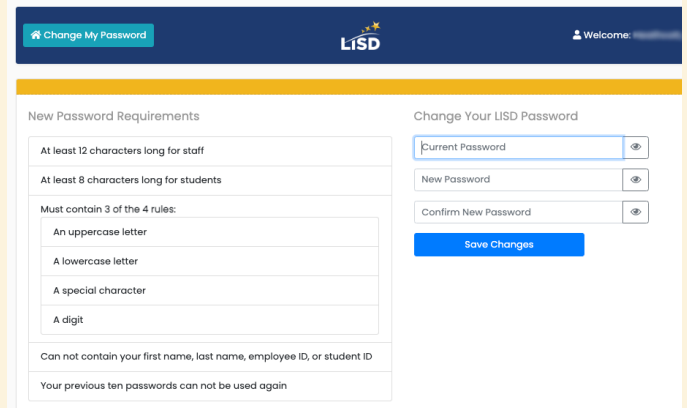 Change My Password
LISD
Welcome:
New Password Requirements
At least 12 characters long for staff
At least 8 characters long for students
Must contain 3 of the 4 rules:
An uppercase letter
A lowercase letter
A special character
A digit
Can not contain your first name, last name, employee ID, or student ID
Your previous ten passwords can not be used again
Change Your LISD Password
Current Password
New Password
Confirm New Password
Save Changes